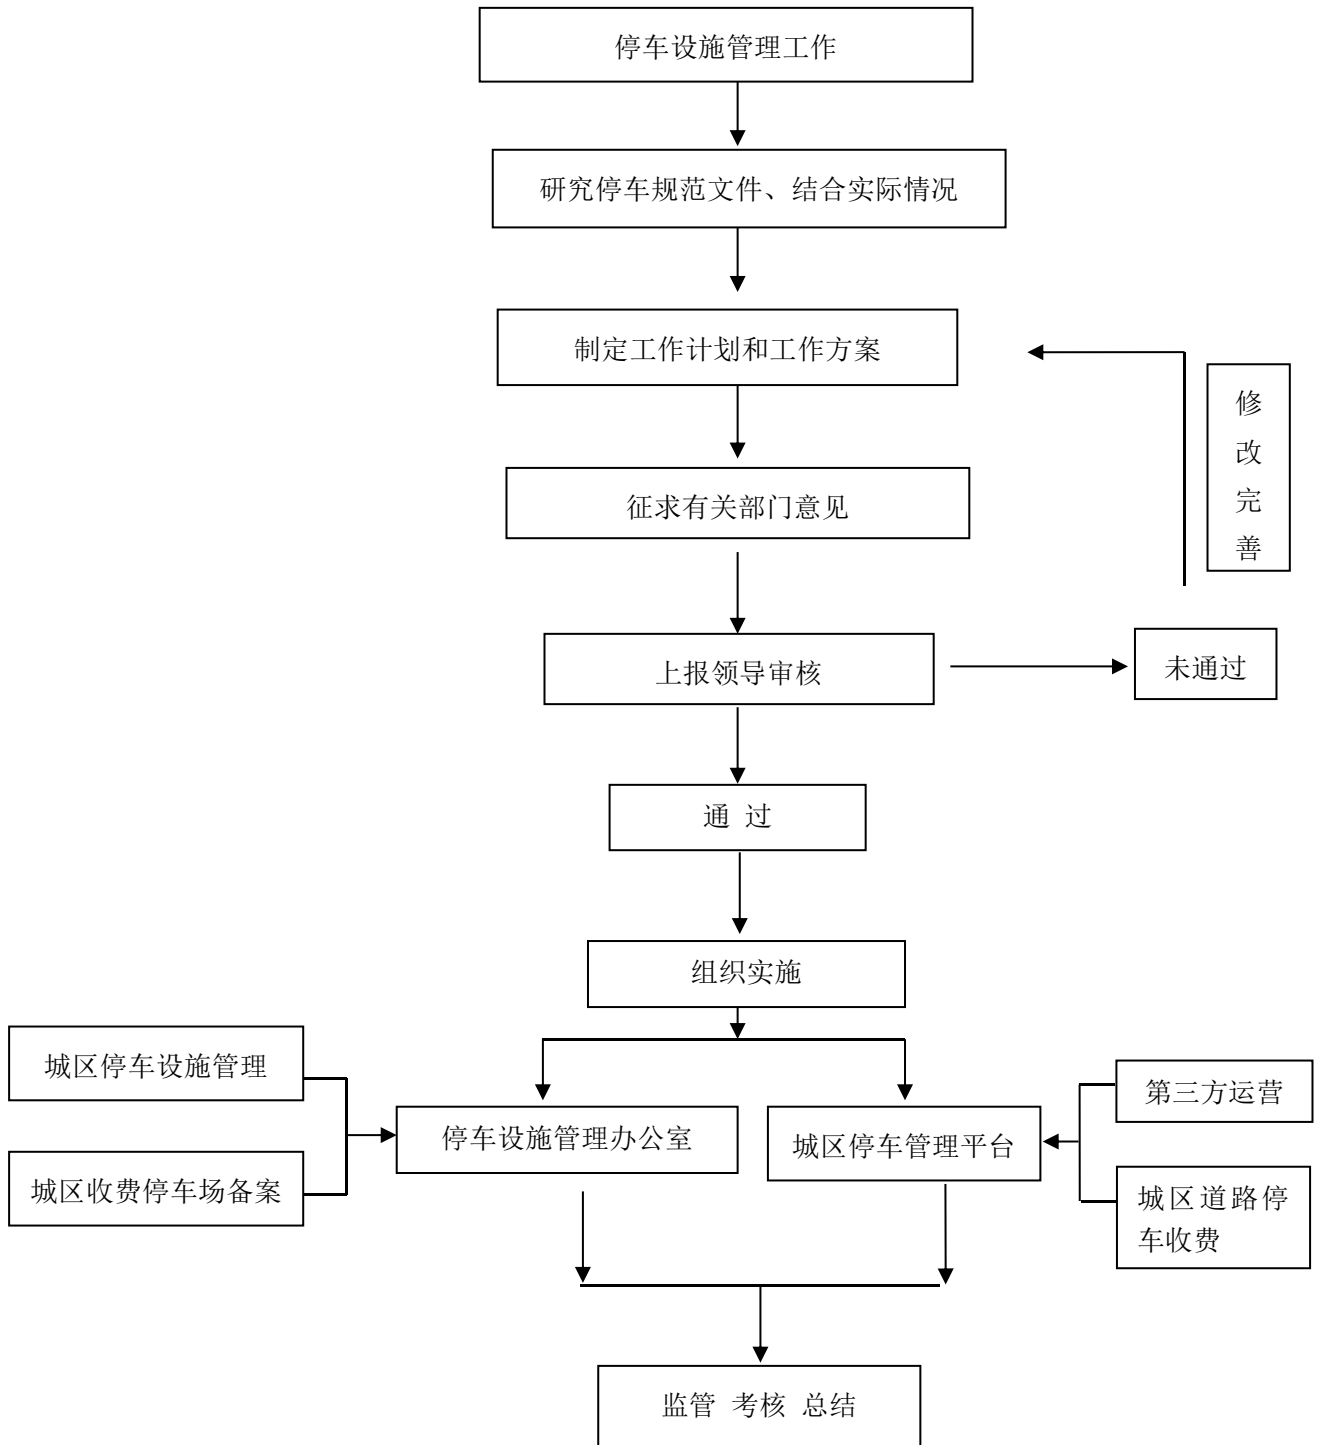 停车设施管理工作
研究停车规范文件、结合实际情况
制定工作计划和工作方案
修
改
完
善
征求有关部门意见
上报领导审核
未通过
通 过
组织实施
城区停车设施管理
城区收费停车场备案
停车设施管理办公室
城区停车管理平台
第三方运营
城区道路停
车收费
监管 考核 总结